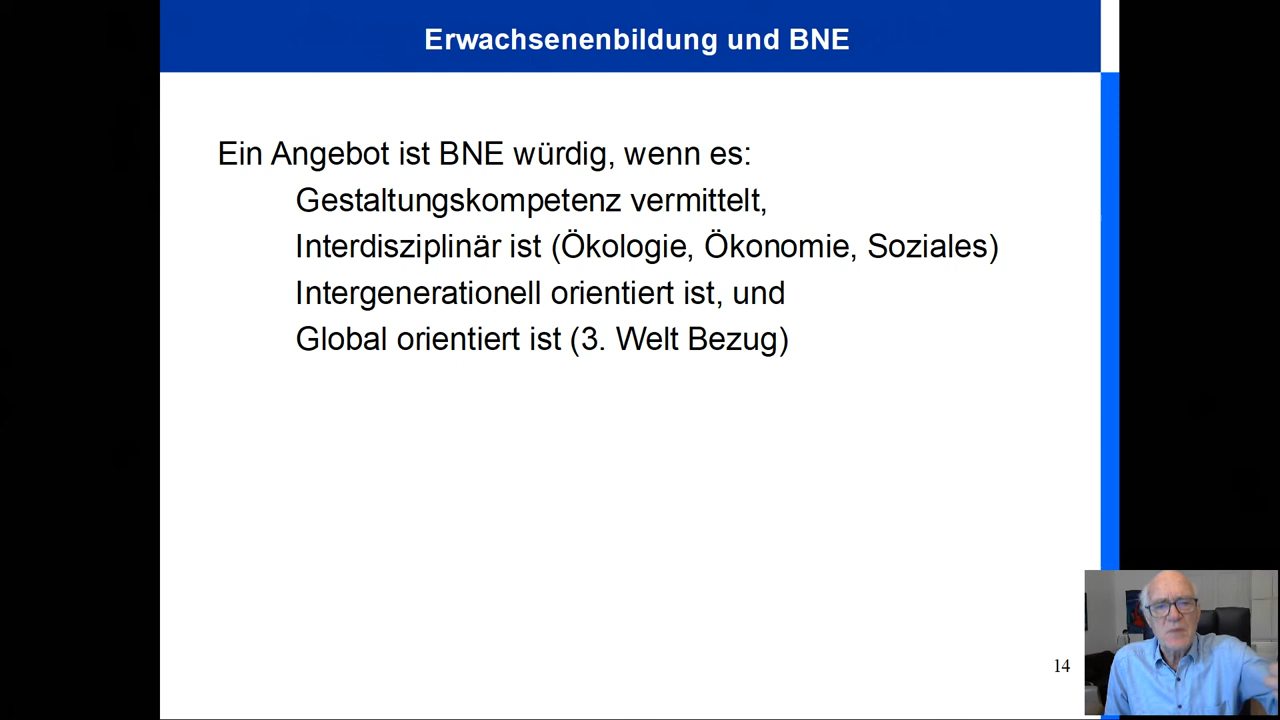 Erwachsenenbildung und BNE
Ein Angebot ist BNE würdig, wenn es:
Gestaltungskompetenz vermittelt,
Interdisziplinär ist (Ökologie, Ökonomie, Soziales)
Intergenerationell orientiert ist, und
Global orientiert ist (3. Welt Bezug)
14